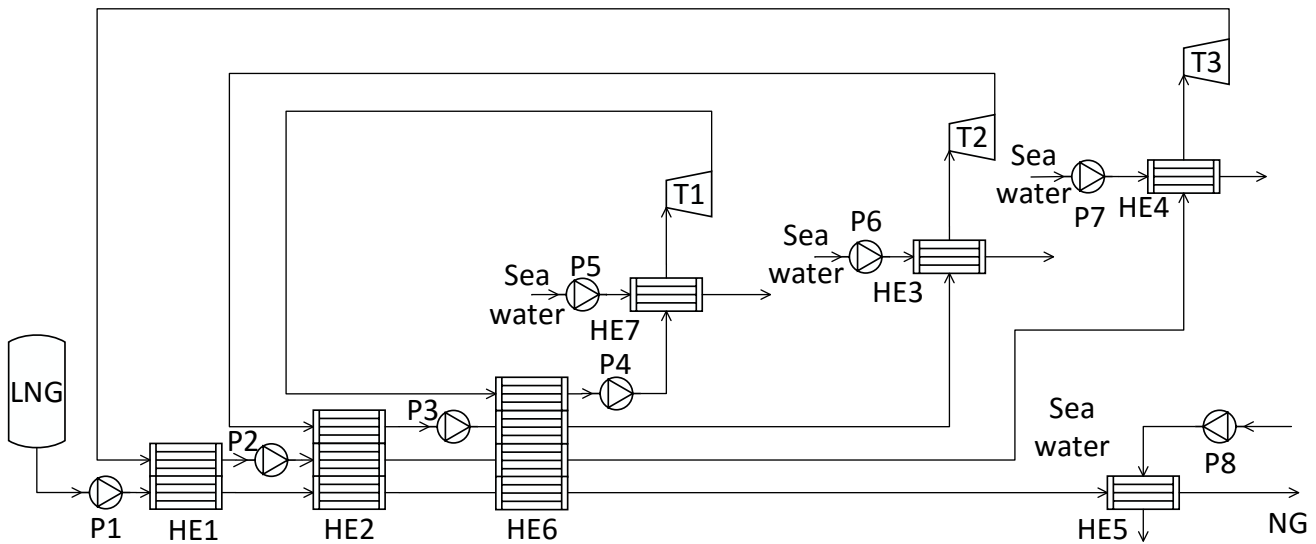 T3
T2
Sea
water
P7
HE4
T1
P6
Sea
water
HE3
P5
Sea
water
HE7
P4
LNG
P3
Sea
water
P2
P8
P1
HE1
HE2
HE6
HE5
NG